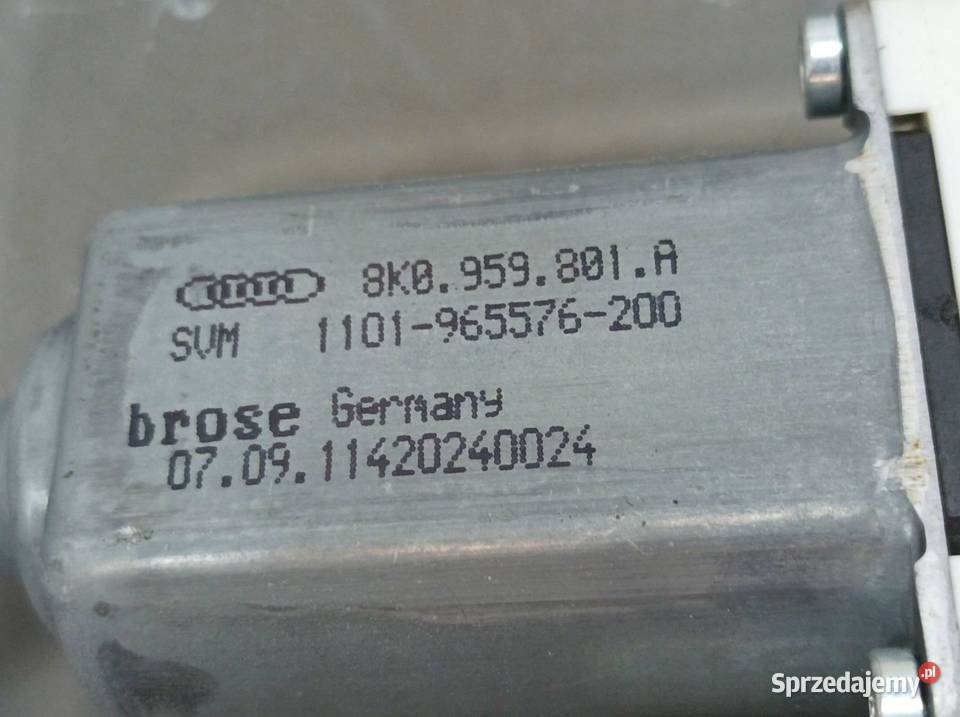 8K0.959.801.A
SVM 1101-965576-200
brose Germany
07.09.11420240024
Sprzedajemy.pl